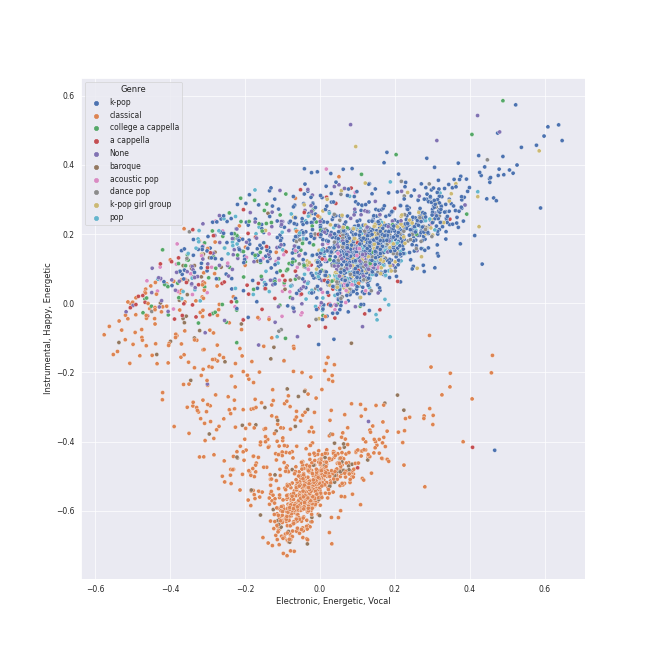 Genre
k-pop
classical
college a cappella
a cappella
None
baroque
acoustic pop
dance pop
k-pop girl group
pop
0.6
0.4
0.2
0.0
−0.2
−0.4
−0.6
Instrumental, Happy, Energetic
−0.6 −0.4 −0.2 0.0 0.2 0.4 0.6
Electronic, Energetic, Vocal